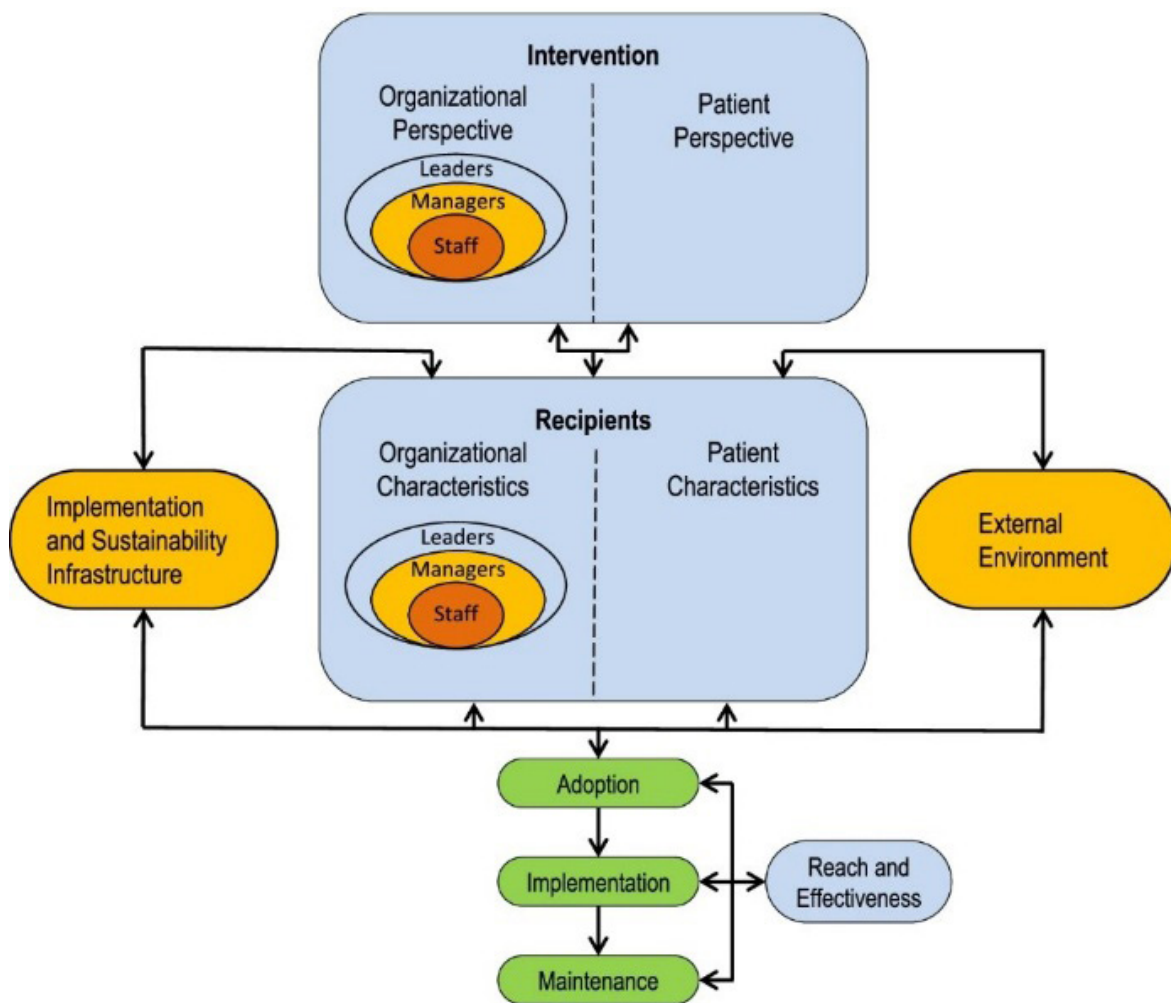 Intervention
Organizational
Perspective
Patient
Perspective
Leaders
Managers
Staff
Recipients
Organizational
Characteristics
Patient
Characteristics
Leaders
Managers
Staff
Implementation
and Sustainability
Infrastructure
External
Environment
Adoption
Implementation
Reach and
Effectiveness
Maintenance